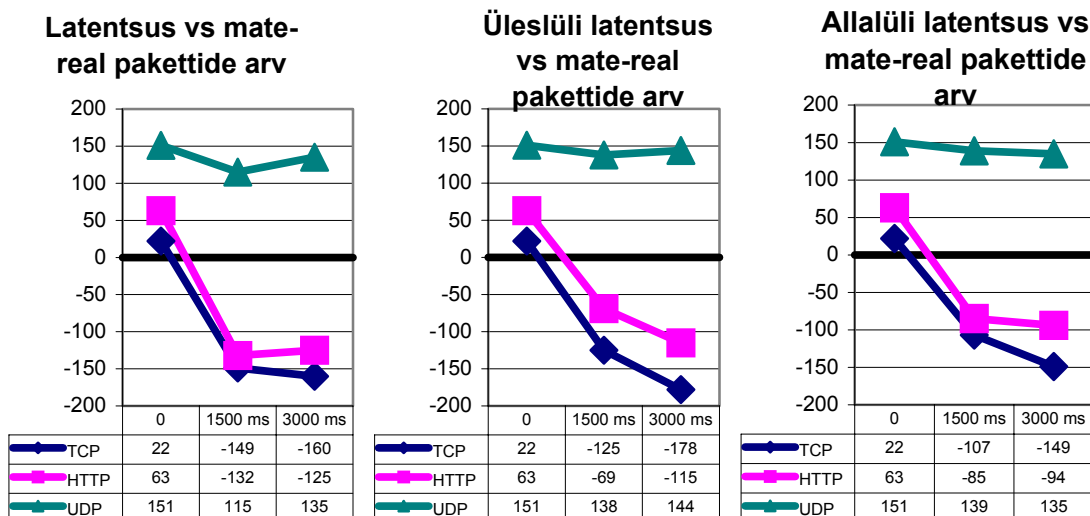 Latentsus vs mate-
real pakettide arv
200
150
100
50
0
-50
-100
-150
-200
0 1500 ms 3000 ms
TCP 22 -149 -160
HTTP 63 -132 -125
UDP 151 115 135
Üleslüli latentsus
vs mate-real
pakettide arv
200
150
100
50
0
-50
-100
-150
-200
0 1500 ms 3000 ms
TCP 22 -125 -178
HTTP 63 -69 -115
UDP 151 138 144
Allalüli latentsus vs
mate-real pakettide
arv
200
150
100
50
0
-50
-100
-150
-200
0 1500 ms 3000 ms
TCP 22 -107 -149
HTTP 63 -85 -94
UDP 151 139 135